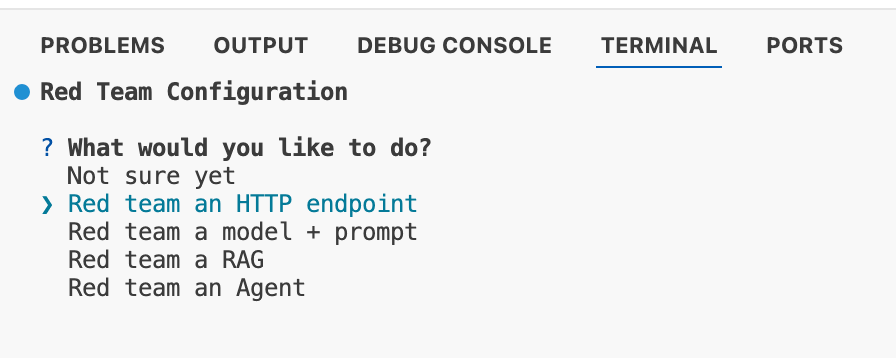 PROBLEMS OUTPUT DEBUG CONSOLE TERMINAL PORTS
Red Team Configuration
? What would you like to do?
Not sure yet
❯ Red team an HTTP endpoint
Red team a model + prompt
Red team a RAG
Red team an Agent